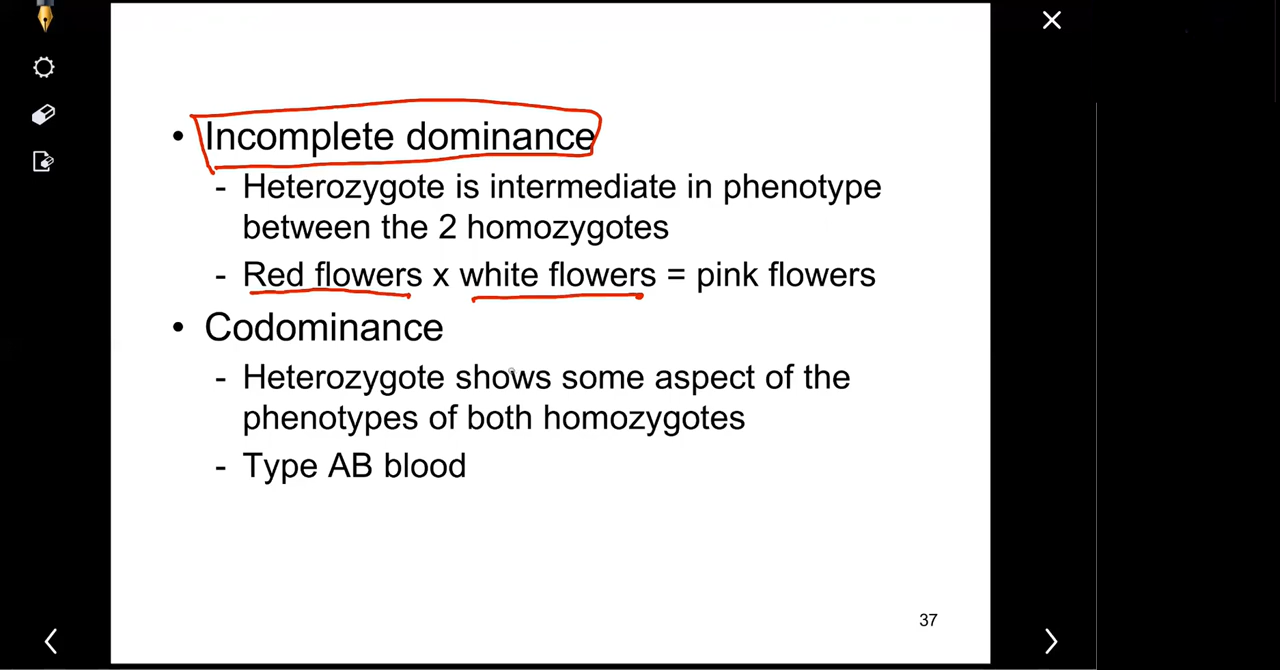 • Incomplete dominance
- Heterozygote is intermediate in phenotype
between the 2 homozygotes
- Red flowers x white flowers = pink flowers
• Codominance
- Heterozygote shows some aspect of the
phenotypes of both homozygotes
- Type AB blood
37